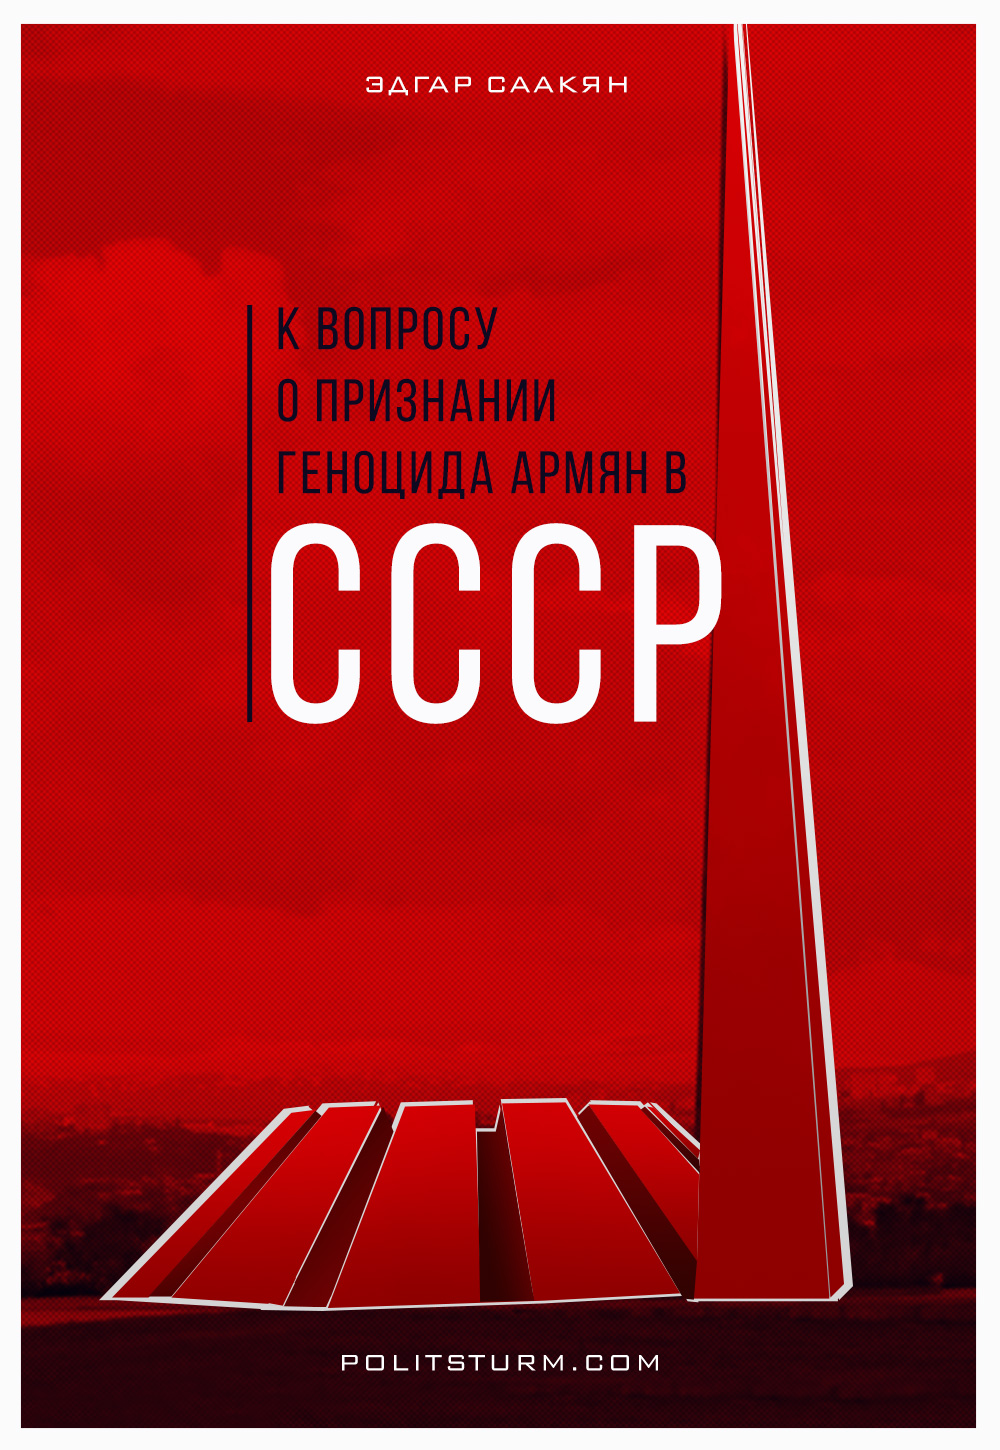 ЭДГАР СААКЯН
К ВОПРОСУ
О ПРИЗНАНИИ
ГЕНОЦИДА АРМЯН В
СССР
POLITSTURM.COM